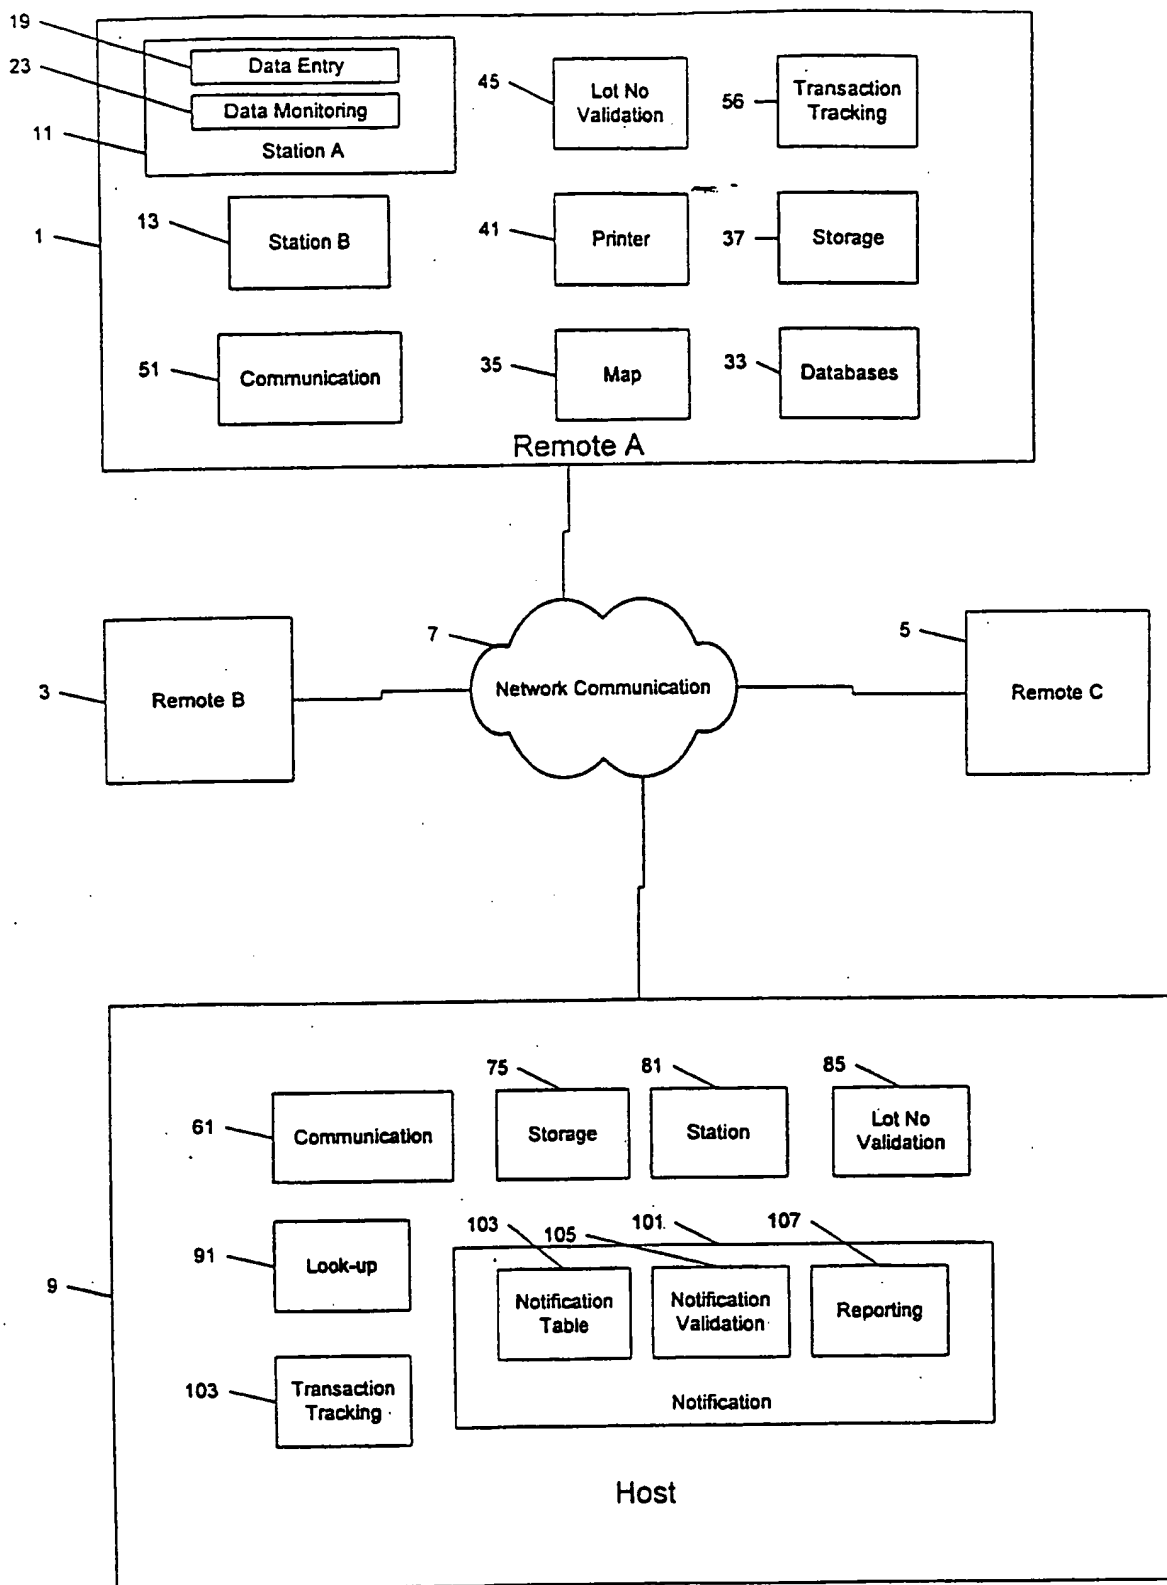 19
Data Entry
23
Data Monitoring
11
Station A
45
Lot No
Validation
56
Transaction
Tracking
1
13
Station B
41
Printer
37
Storage
51
Communication
35
Map
33
Databases
Remote A
3
Remote B
7
Network Communication
5
Remote C
61
Communication
75
Storage
81
Station
85
Lot No
Validation
9
91
Look-up
103
105
101
107
Notification
Table
Notification
Validation
Reporting
Notification
103
Transaction
Tracking
Host